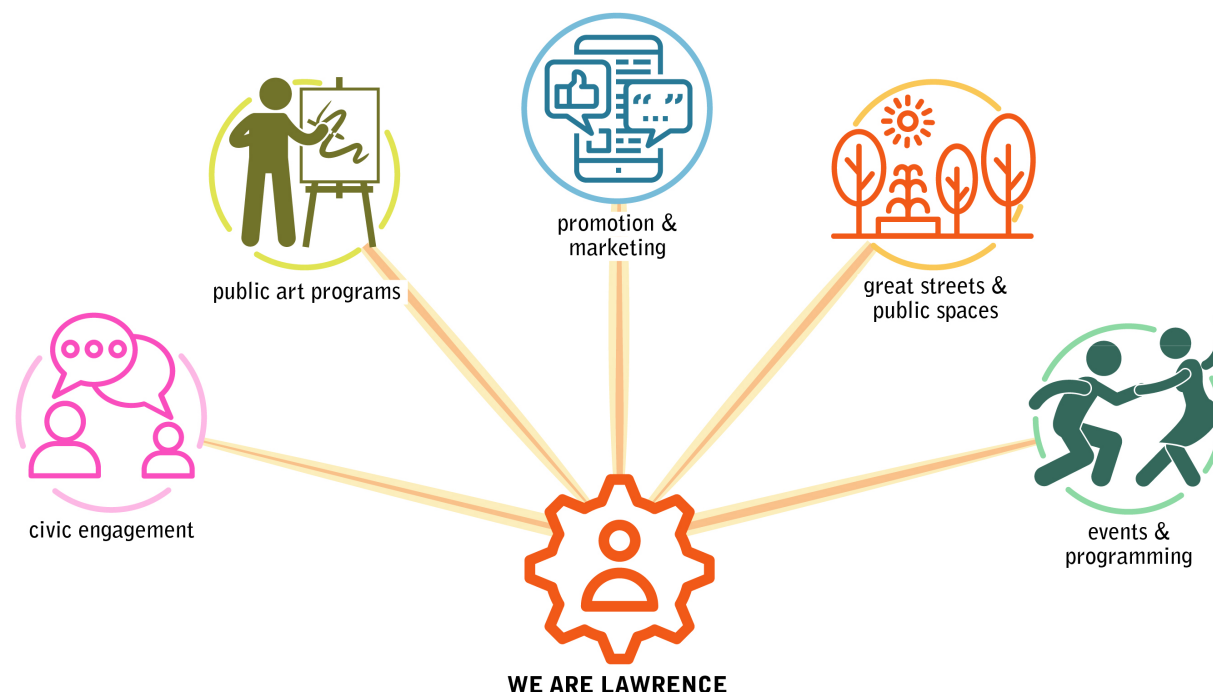 promotion &
marketing
public art programs
great streets &
public spaces
civic engagement
events &
programming
WE ARE LAWRENCE